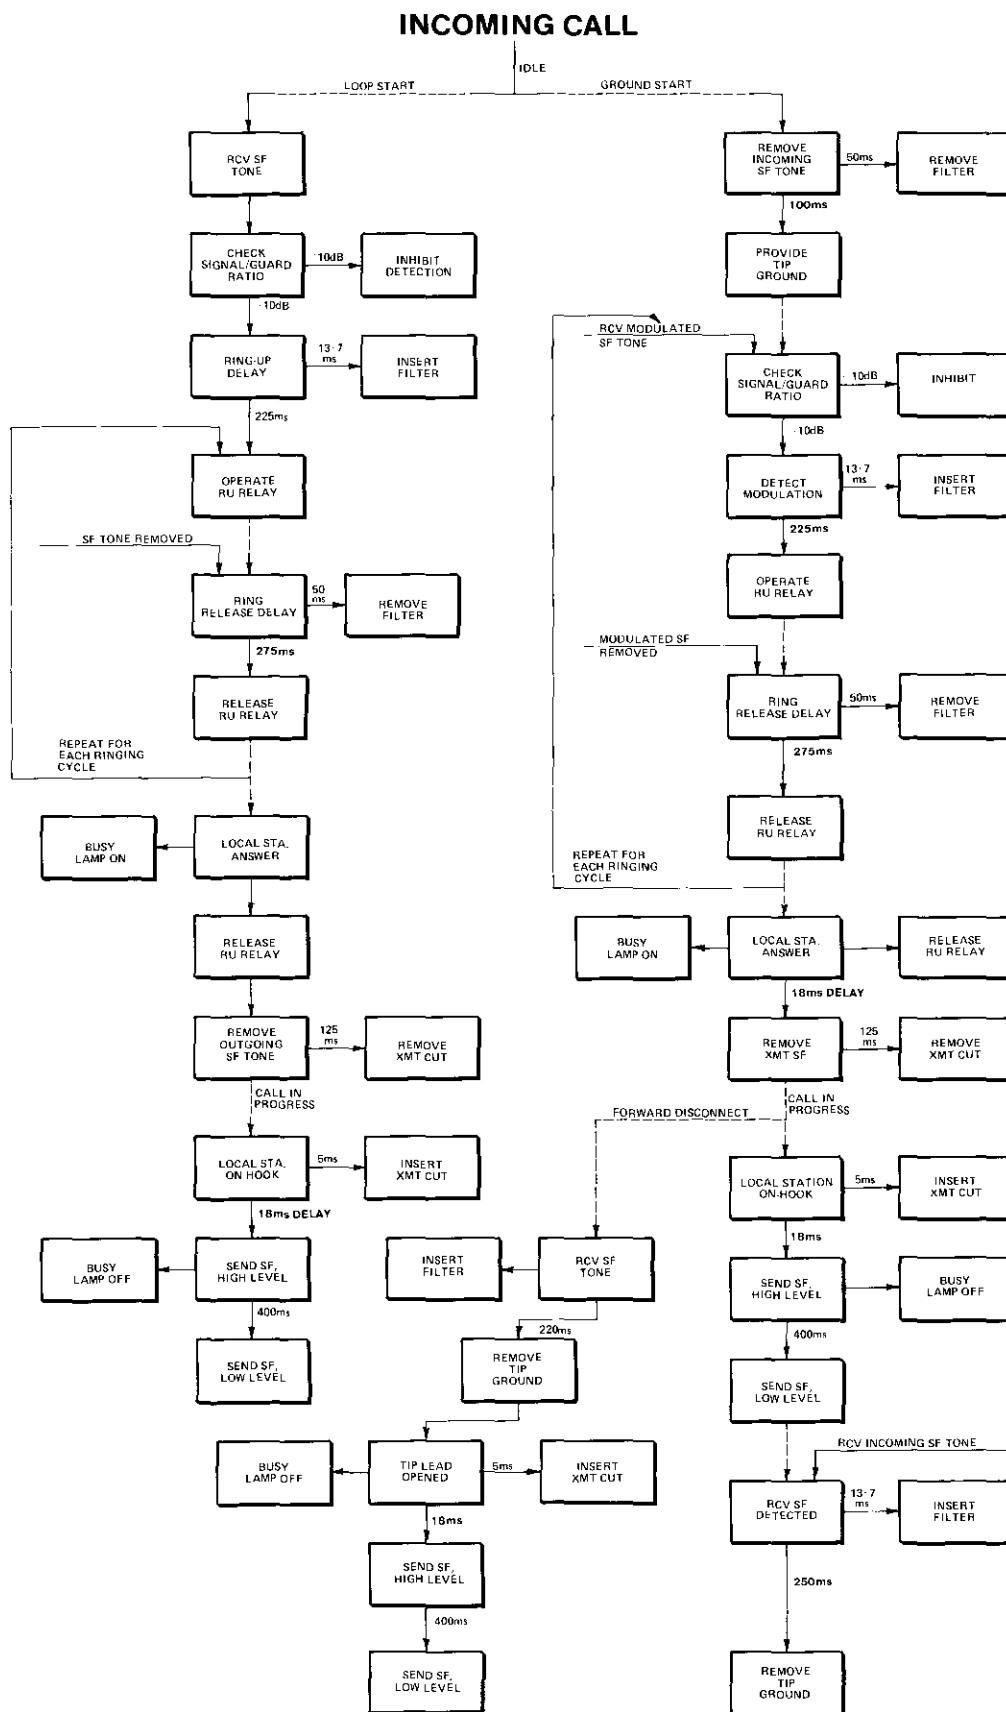 INCOMING CALL
IDLE
LOOP START
GROUND START
RCV SF
TONE
CHECK
SIGNAL/GUARD
RATIO
-10dB
INHIBIT
DETECTION
-10dB
RING-UP
DELAY
13-7
ms
INSERT
FILTER
225ms
OPERATE
RU RELAY
SF TONE REMOVED
RING
RELEASE DELAY
50
ms
REMOVE
FILTER
275ms
RELEASE
RU RELAY
REPEAT FOR
EACH RINGING
CYCLE
BUSY
LAMP ON
LOCAL STA.
ANSWER
RELEASE
RU RELAY
REMOVE
OUTGOING
SF TONE
125
ms
REMOVE
XMT CUT
CALL IN
PROGRESS
LOCAL STA.
ON HOOK
5ms
INSERT
XMT CUT
18ms DELAY
BUSY
LAMP OFF
SEND SF,
HIGH LEVEL
400ms
SEND SF,
LOW LEVEL
REMOVE
INCOMING
SF TONE
50ms
REMOVE
FILTER
100ms
PROVIDE
TIP
GROUND
RCV MODULATED
SF TONE
CHECK
SIGNAL/GUARD
RATIO
-10dB
INHIBIT
-10dB
DETECT
MODULATION
13-7
ms
INSERT
FILTER
225ms
OPERATE
RU RELAY
MODULATED SF
REMOVED
RING
RELEASE DELAY
50ms
REMOVE
FILTER
275ms
RELEASE
RU RELAY
REPEAT FOR
EACH RINGING
CYCLE
BUSY
LAMP ON
LOCAL STA.
ANSWER
RELEASE
RU RELAY
18ms DELAY
REMOVE
XMT SF
125
ms
REMOVE
XMT CUT
CALL IN
PROGRESS
FORWARD DISCONNECT
LOCAL STATION
ON-HOOK
5ms
INSERT
XMT CUT
18ms
SEND SF,
HIGH LEVEL
BUSY
LAMP OFF
400ms
SEND SF,
LOW LEVEL
RCV INCOMING SF TONE
RCV SF
DETECTED
13-7
ms
INSERT
FILTER
250ms
REMOVE
TIP
GROUND
INSERT
FILTER
RCV SF
TONE
220ms
REMOVE
TIP
GROUND
BUSY
LAMP OFF
TIP LEAD
OPENED
5ms
INSERT
XMT CUT
18ms
SEND SF,
HIGH LEVEL
400ms
SEND SF,
LOW LEVEL